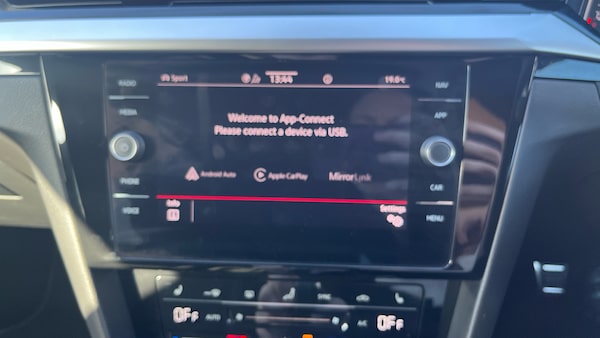 RADIO
NAV
Sport
13:44
19.0°C
MEDIA
APP
Welcome to App-Connect
Please connect a device via USB.
Android Auto
Apple CarPlay
MirrorLink
PHONE
CAR
VOICE
Info
Settings
MENU
SYNC
OFF
AUTO
A/C
OFF